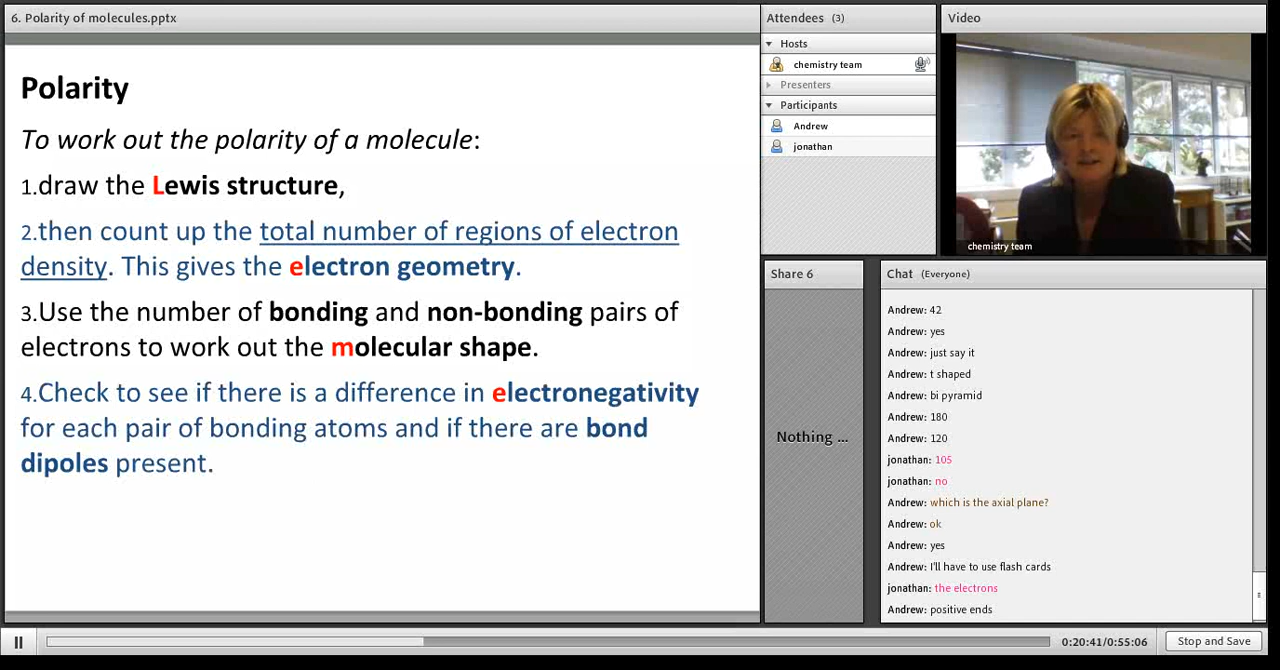 6. Polarity of molecules.pptx
Polarity
To work out the polarity of a molecule:
1.draw the Lewis structure,
2.then count up the total number of regions of electron
density. This gives the electron geometry.
3.Use the number of bonding and non-bonding pairs of
electrons to work out the molecular shape.
4.Check to see if there is a difference in electronegativity
for each pair of bonding atoms and if there are bond
dipoles present.
Attendees (3)
Hosts
chemistry team
Presenters
Participants
Andrew
jonathan
Video
chemistry team
Share 6
Nothing ...
Chat (Everyone)
Andrew: 42
Andrew: yes
Andrew: just say it
Andrew: t shaped
Andrew: bi pyramid
Andrew: 180
Andrew: 120
jonathan: 105
jonathan: no
Andrew: which is the axial plane?
Andrew: ok
Andrew: yes
Andrew: I'll have to use flash cards
jonathan: the electrons
Andrew: positive ends
0:20:41/0:55:06
Stop and Save